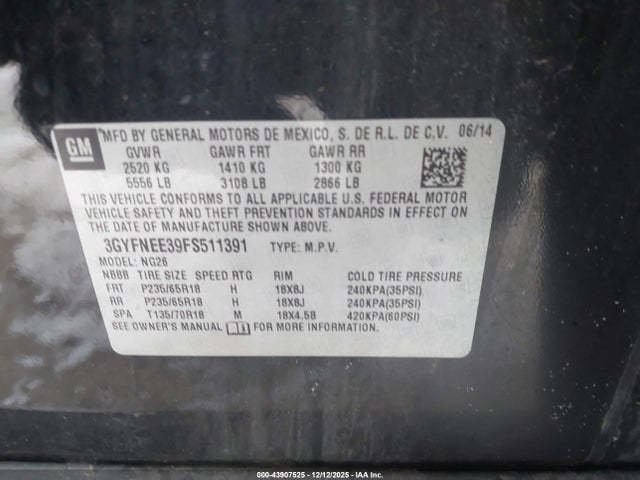 GM
MFD BY GENERAL MOTORS DE MEXICO, S. DE R.L. DE C.V. 06/14
GVWR GAWR FRT GAWR RR
2520 KG 1410 KG 1300 KG
5556 LB 3108 LB 2866 LB
THIS VEHICLE CONFORMS TO ALL APPLICABLE U.S. FEDERAL MOTOR
VEHICLE SAFETY AND THEFT PREVENTION STANDARDS IN EFFECT ON
THE DATE OF MANUFACTURE SHOWN ABOVE.
3GYFNEE39FS511391 TYPE: M.P.V.
MODEL: NG26
NBBB TIRE SIZE SPEED RTG RIM COLD TIRE PRESSURE
FRT P235/65R18 H 18X8J 240KPA(35PSI)
RR P235/65R18 H 18X8J 240KPA(35PSI)
SPA T135/70R18 M 18X4.5B 420KPA(60PSI)
SEE OWNER'S MANUAL FOR MORE INFORMATION.
000-43907525 - 12/12/2025 - IAA Inc.